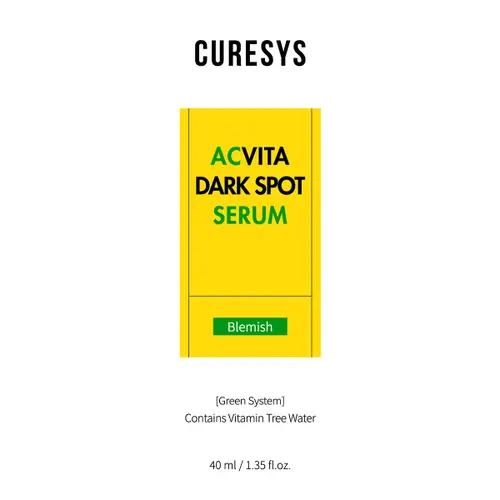 CURESYS
ACVITA
DARK SPOT
SERUM
Blemish
[Green System]
Contains Vitamin Tree Water
40 ml / 1.35 fl.oz.